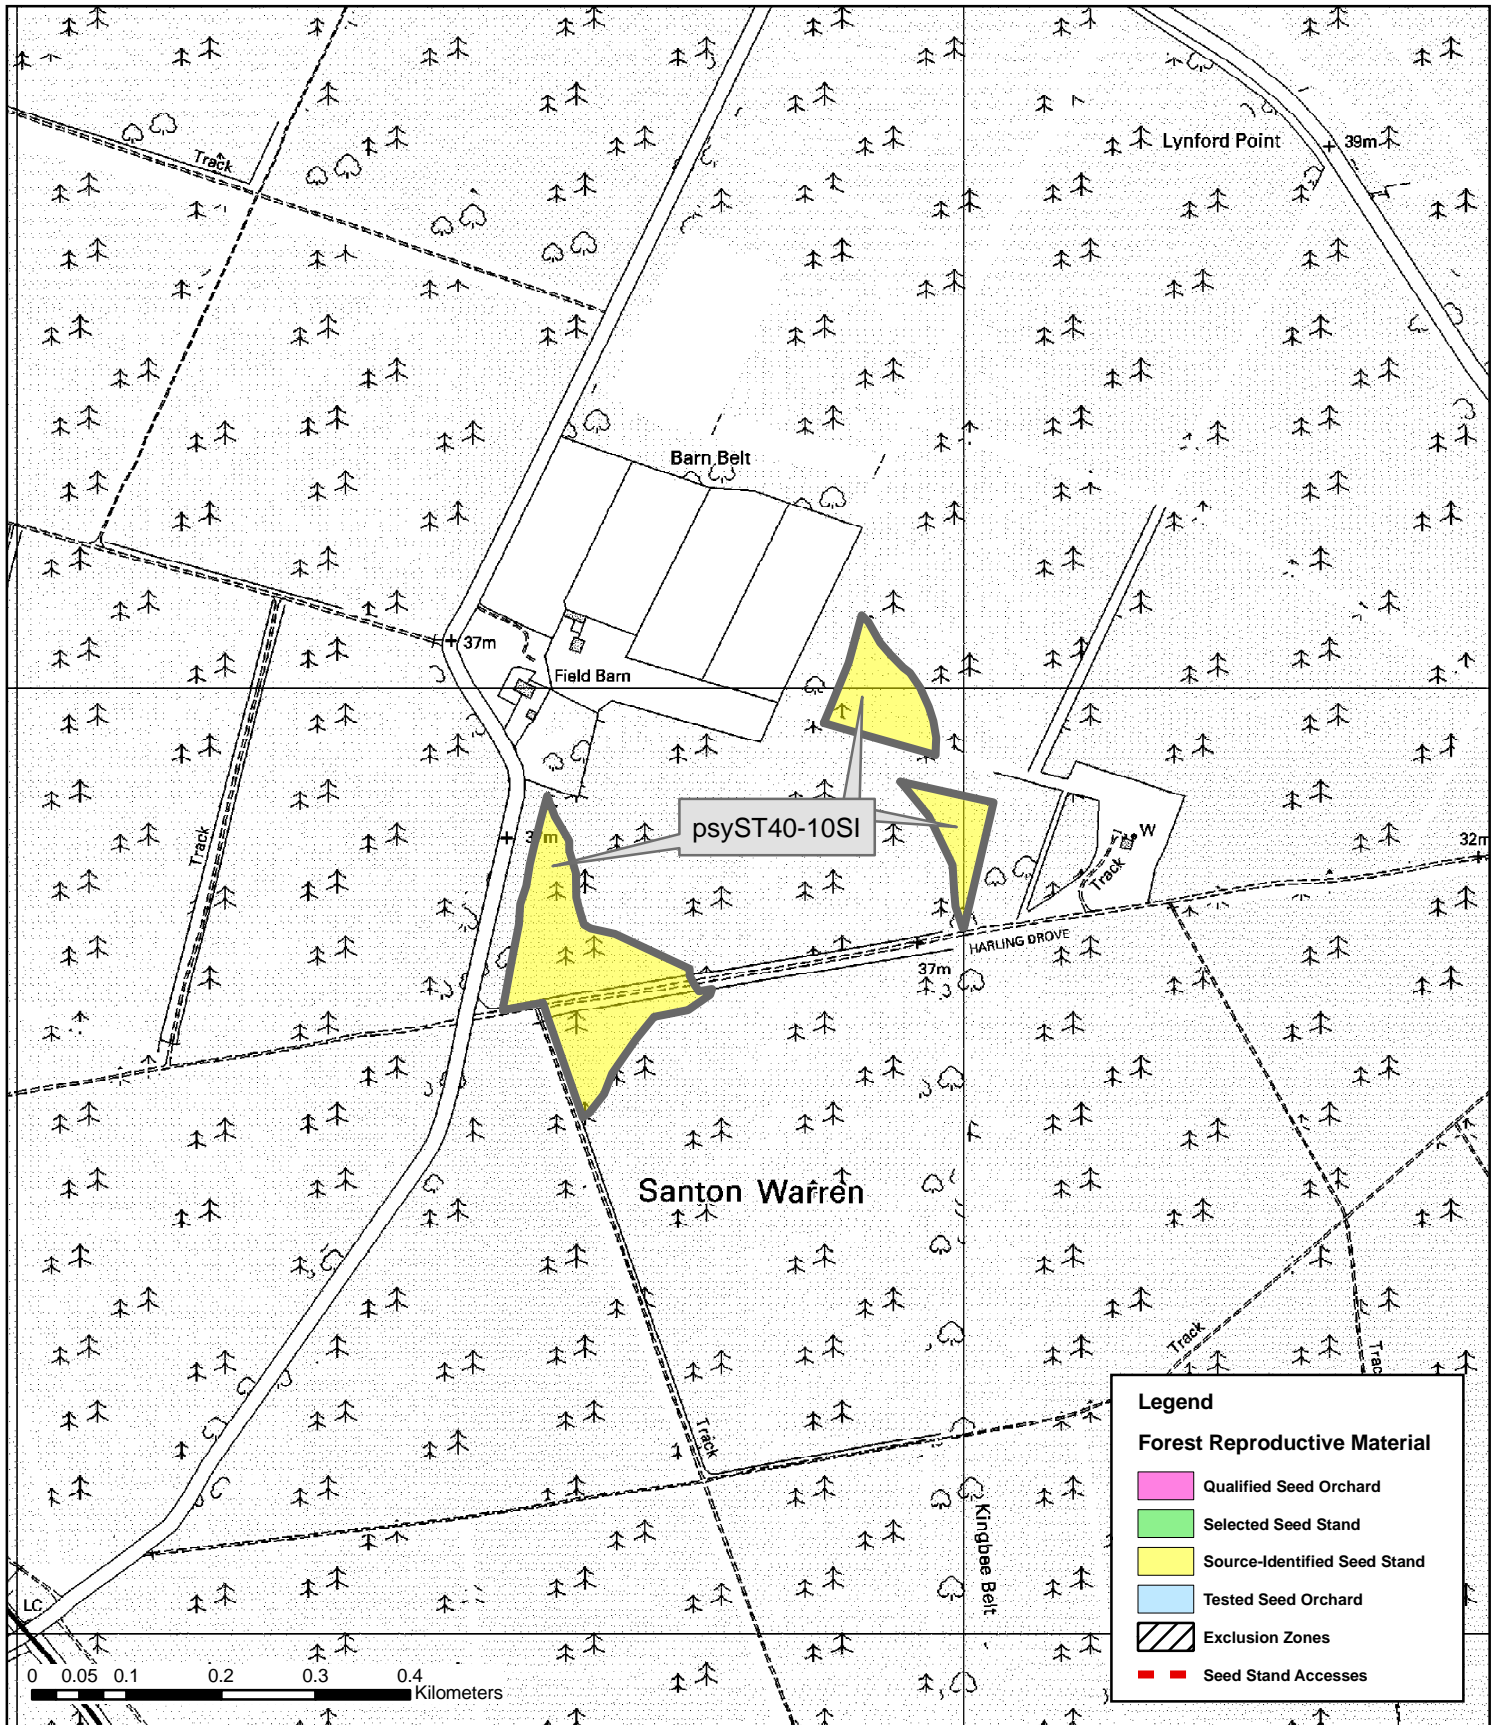 Track
Lynford Point
39m
Barn Belt
37m
Field Barn
psyST40-10SI
Track
37m
W
Track
32m
HARLING DROVE
37m
Santon Warren
Track
Track
Track
Kingbee Belt
LC
Legend
Forest Reproductive Material
Qualified Seed Orchard
Selected Seed Stand
Source-Identified Seed Stand
Tested Seed Orchard
Exclusion Zones
Seed Stand Accesses
0 0.05 0.1 0.2 0.3 0.4
Kilometers